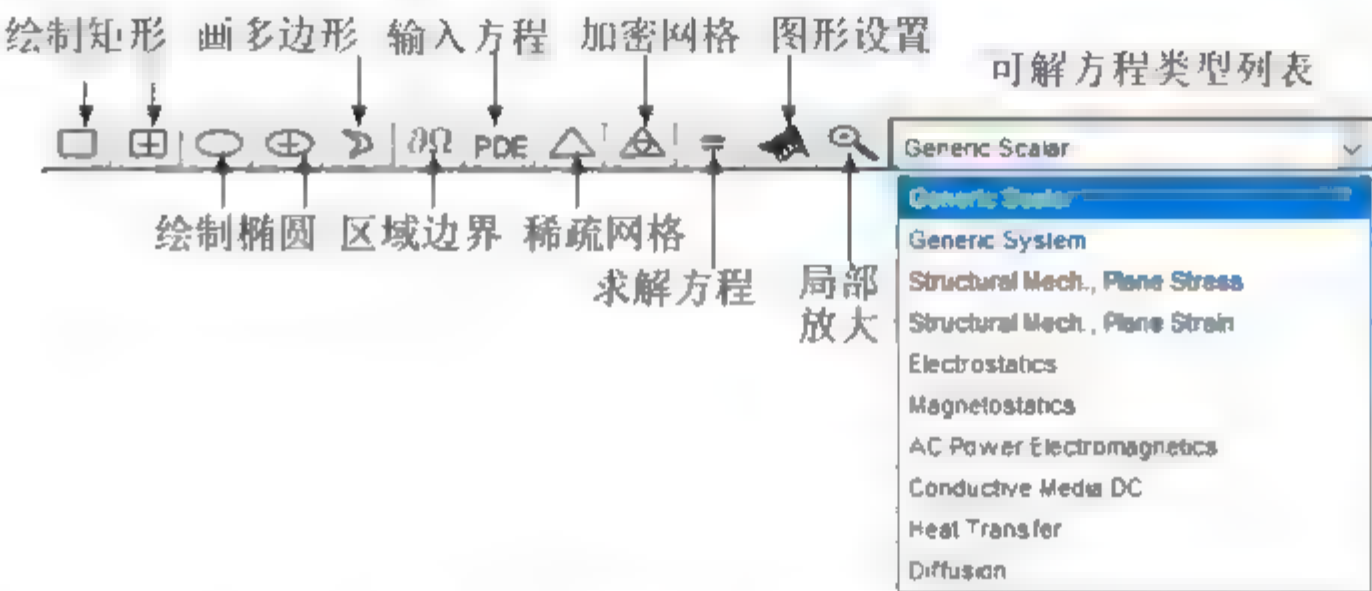 绘制矩形 画多边形 输入方程 加密网格 图形设置
可解方程类型列表
∂Ω PDE
Generic Scalar
绘制椭圆 区域边界 稀疏网格
求解方程
局部
放大
Generic Scalar
Generic System
Structural Mech., Plane Stress
Structural Mech., Plane Strain
Electrostatics
Magnetostatics
AC Power Electromagnetics
Conductive Media DC
Heat Transfer
Diffusion